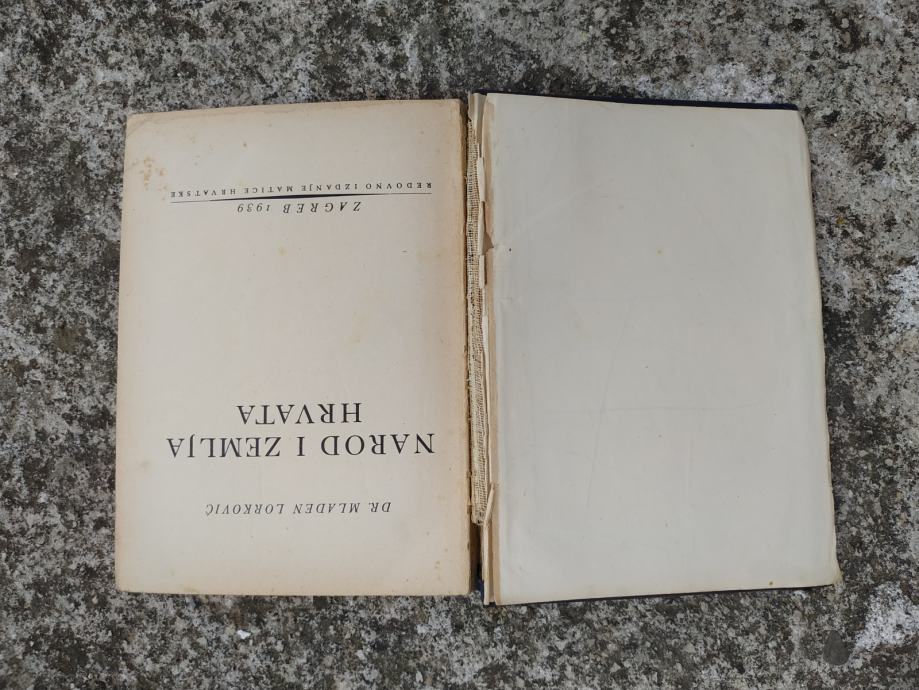 DR. MLADEN LORKOVIĆ
NAROD I ZEMLJA
HRVATA
ZAGREB 1939
REDOVNO IZDANJE MATICE HRVATSKE